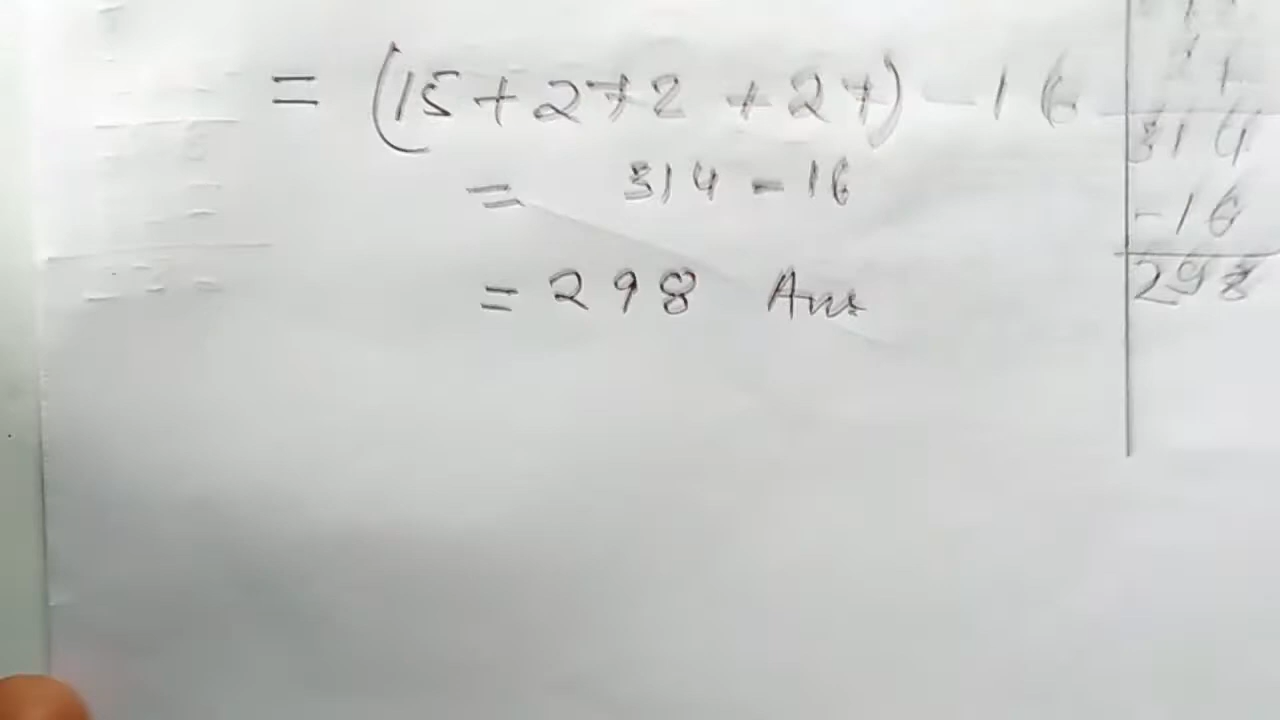 = (15+272 +27) - 16
= 314 - 16
= 298 Ans
314
-16
298